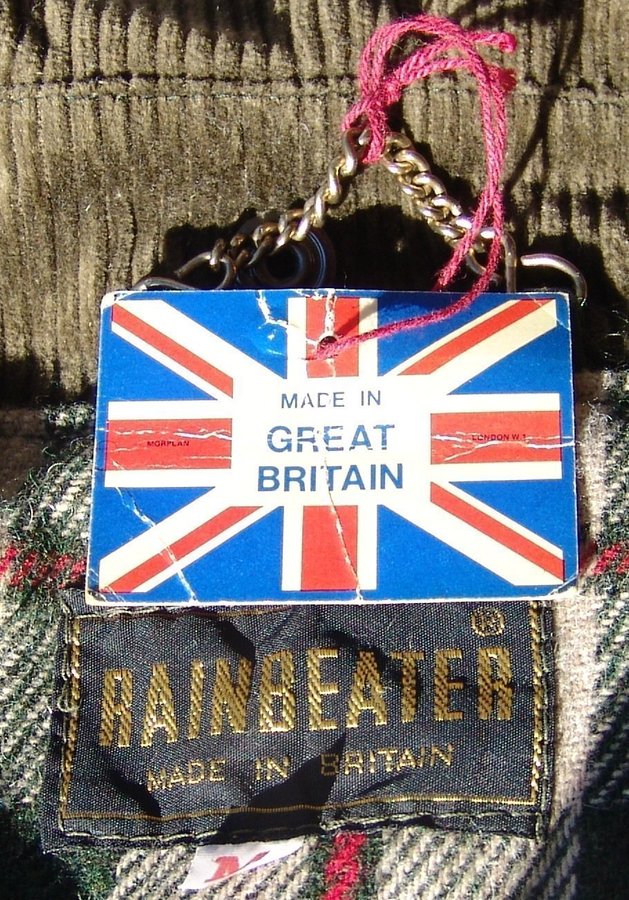 MADE IN
GREAT
BRITAIN
MORPLAN
LONDON W.1
®
RAINBEATER
MADE IN BRITAIN
M